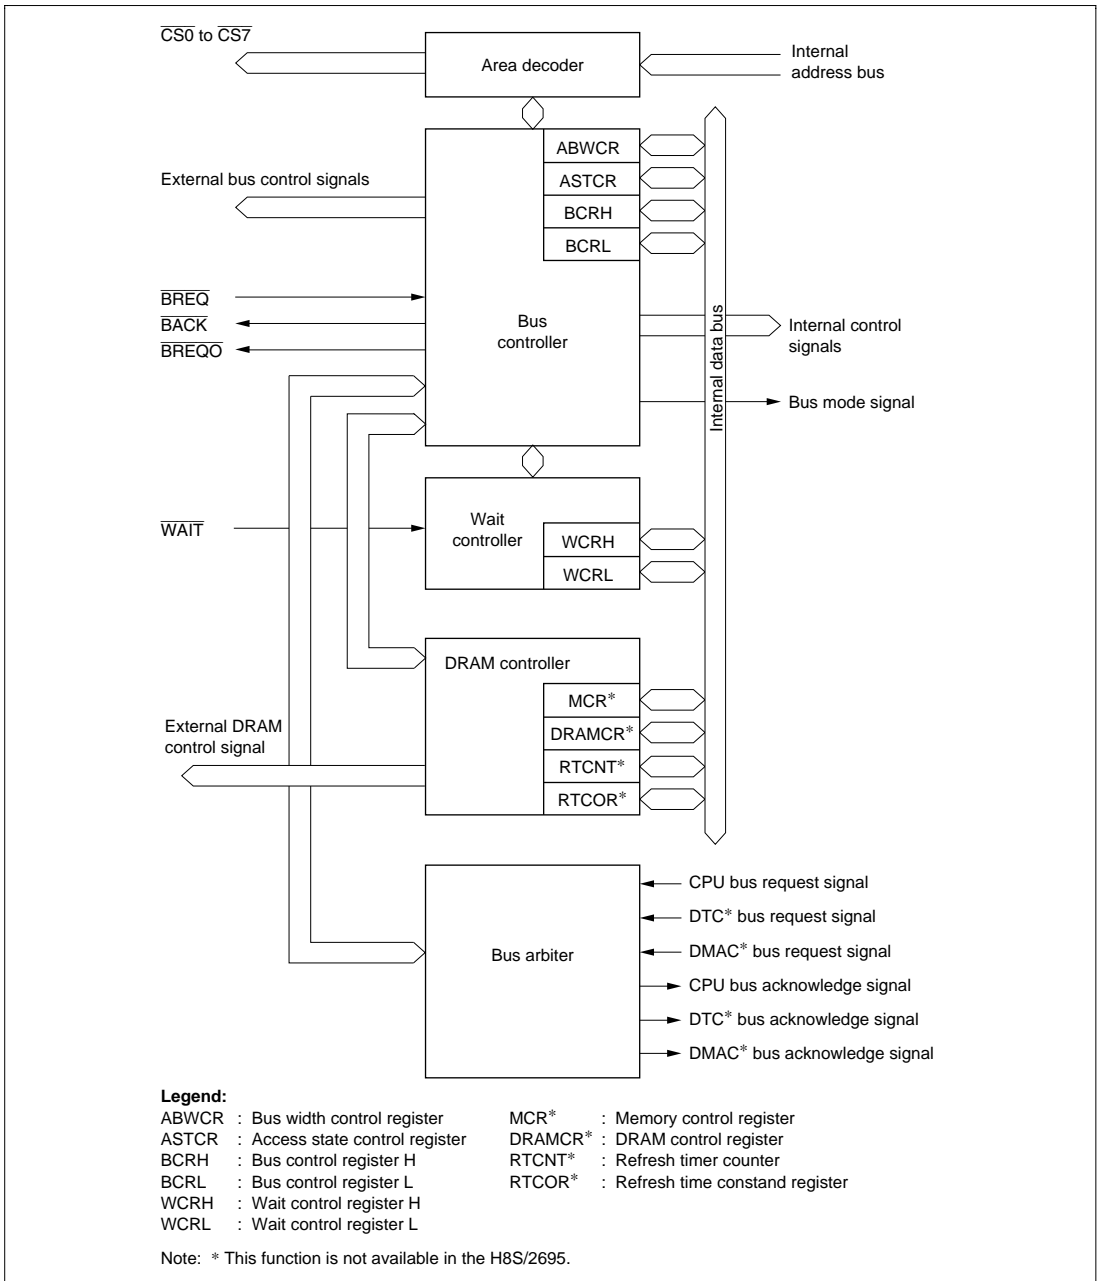 CS0 to CS7
Area decoder
Internal
address bus
ABWCR
ASTCR
BCRH
BCRL
External bus control signals
BREQ
BACK
BREQO
Bus
controller
Internal data bus
Internal control
signals
Bus mode signal
WAIT
Wait
controller
WCRH
WCRL
DRAM controller
MCR*
DRAMCR*
RTCNT*
RTCOR*
External DRAM
control signal
Bus arbiter
CPU bus request signal
DTC* bus request signal
DMAC* bus request signal
CPU bus acknowledge signal
DTC* bus acknowledge signal
DMAC* bus acknowledge signal
Legend:
ABWCR : Bus width control register
ASTCR : Access state control register
BCRH : Bus control register H
BCRL : Bus control register L
WCRH : Wait control register H
WCRL : Wait control register L
MCR* : Memory control register
DRAMCR* : DRAM control register
RTCNT* : Refresh timer counter
RTCOR* : Refresh time constand register
Note: * This function is not available in the H8S/2695.